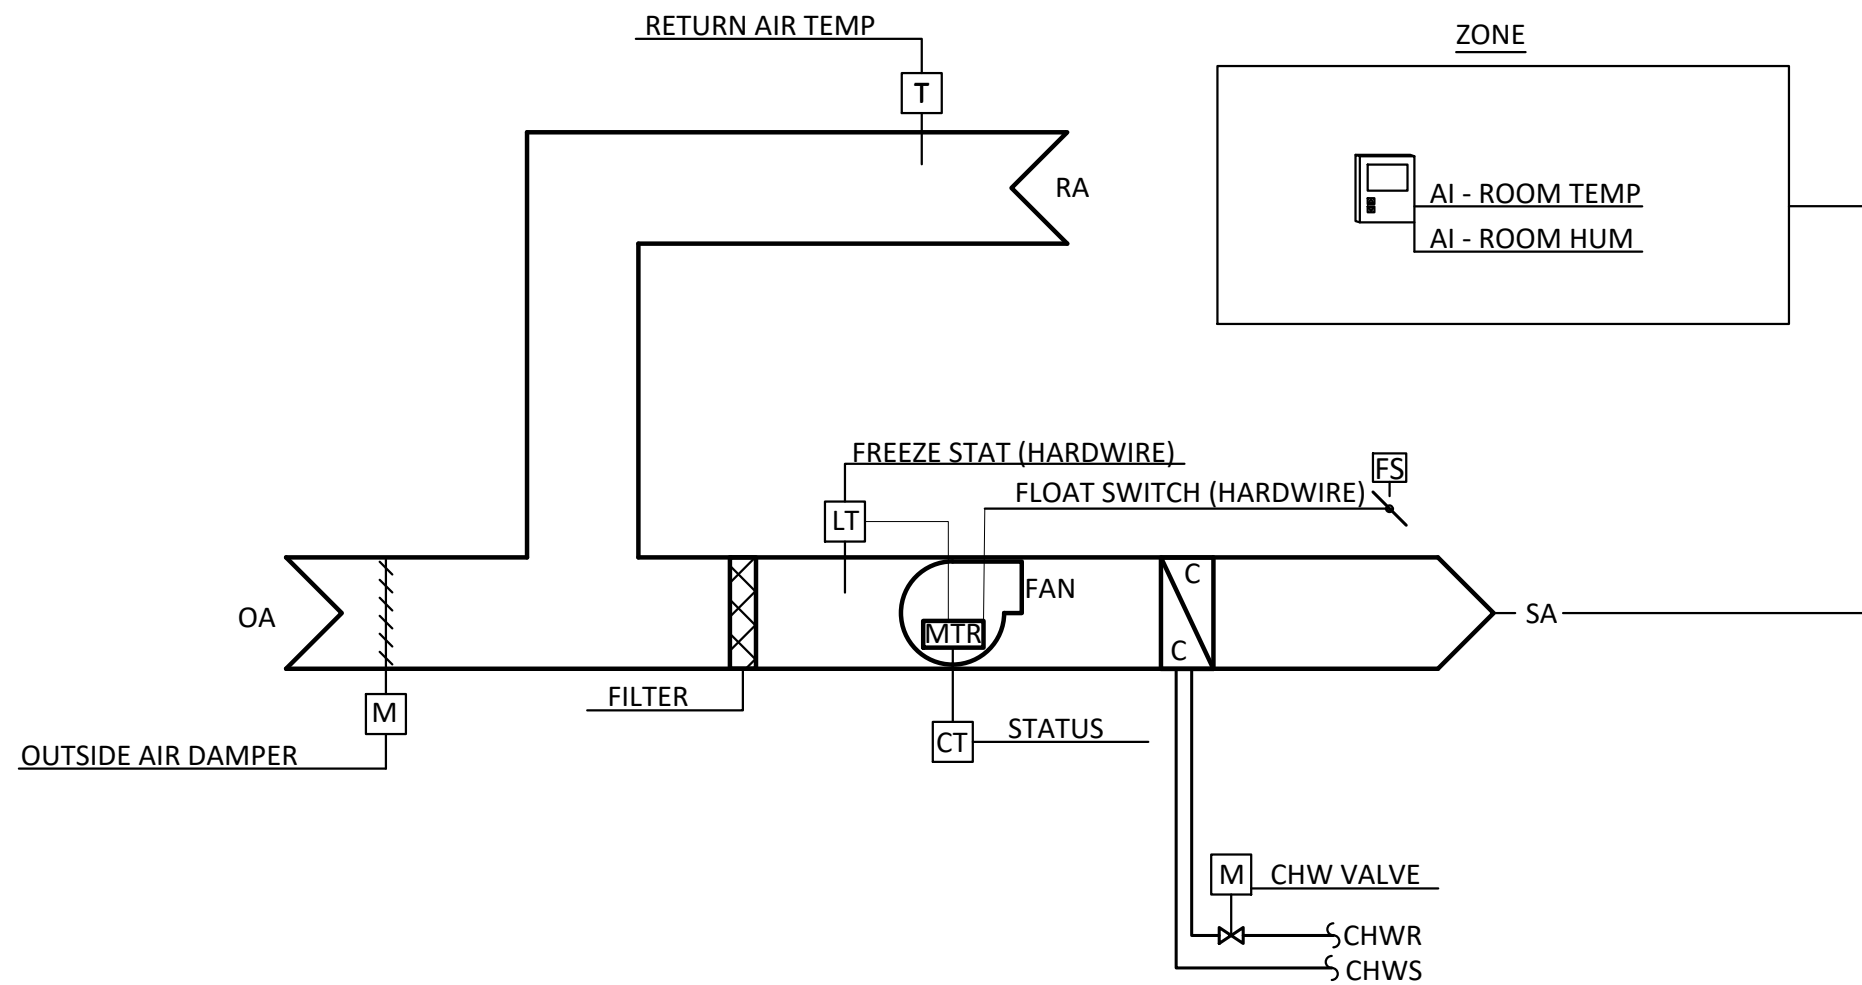 RETURN AIR TEMP
ZONE
T
RA
AI - ROOM TEMP
AI - ROOM HUM
FREEZE STAT (HARDWIRE)
FS
FLOAT SWITCH (HARDWIRE)
LT
C
FAN
OA
MTR
SA
C
FILTER
M
STATUS
CT
OUTSIDE AIR DAMPER
M
CHW VALVE
CHWR
CHWS